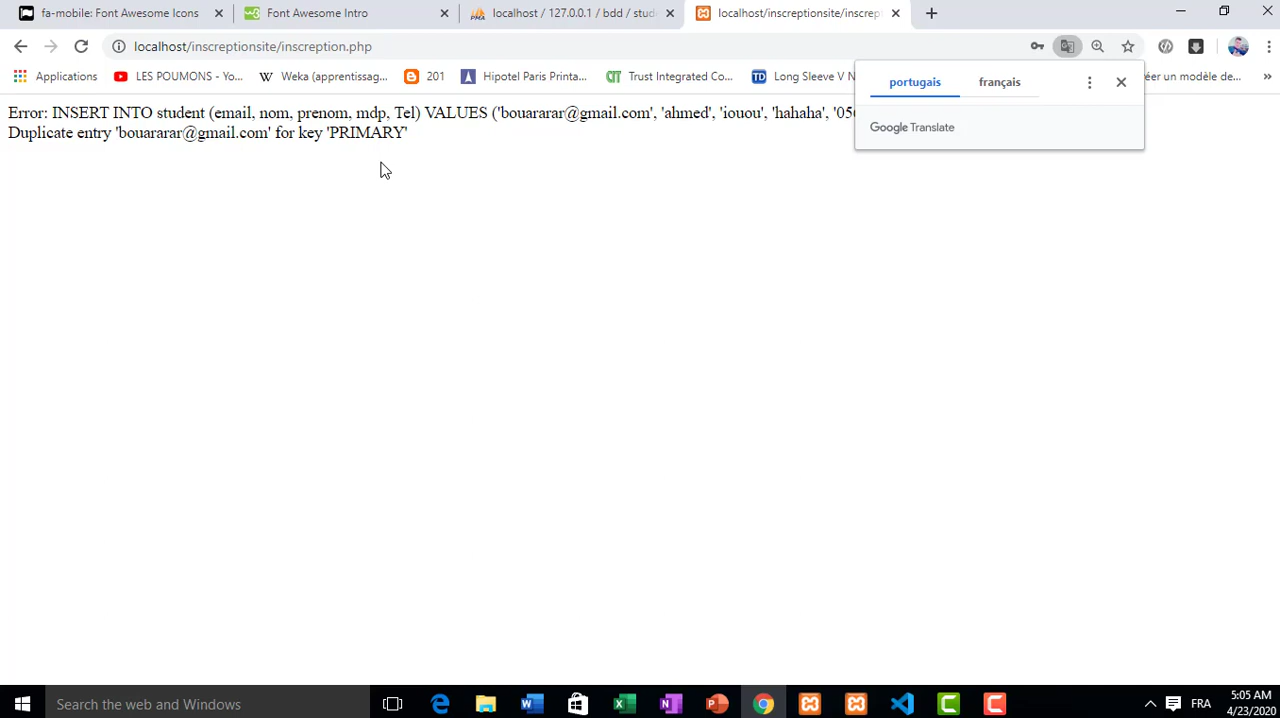 fa-mobile: Font Awesome Icons
Font Awesome Intro
localhost / 127.0.0.1 / bdd / stud
localhost/inscreptionsite/inscrep
localhost/inscreptionsite/inscreption.php
Applications
LES POUMONS - Yo...
Weka (apprentissag...
201
Hipotel Paris Printa...
Trust Integrated Co...
Long Sleeve V N
er un modèle de...
»
portugais
français
Google Translate
Error: INSERT INTO student (email, nom, prenom, mdp, Tel) VALUES ('bouararar@gmail.com', 'ahmed', 'iouou', 'hahaha', '050
Duplicate entry 'bouararar@gmail.com' for key 'PRIMARY'
Search the web and Windows
FRA
5:05 AM
4/23/2020